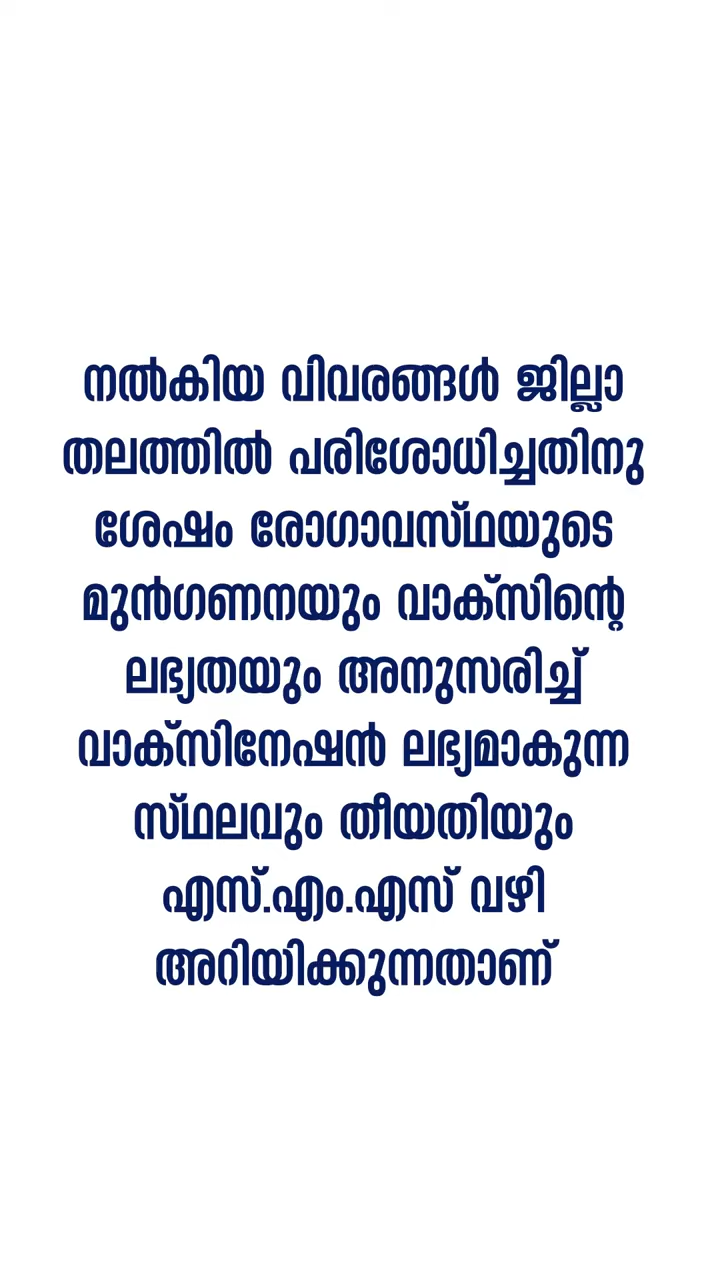 നൽകിയ വിവരങ്ങൾ ജില്ലാ
തലത്തിൽ പരിശോധിച്ചതിനു
ശേഷം രോഗാവസ്ഥയുടെ
മുൻഗണനയും വാക്സിന്റെ
ലഭ്യതയും അനുസരിച്ച്
വാക്സിനേഷൻ ലഭ്യമാകുന്ന
സ്ഥലവും തീയതിയും
എസ്.എം.എസ് വഴി
അറിയിക്കുന്നതാണ്